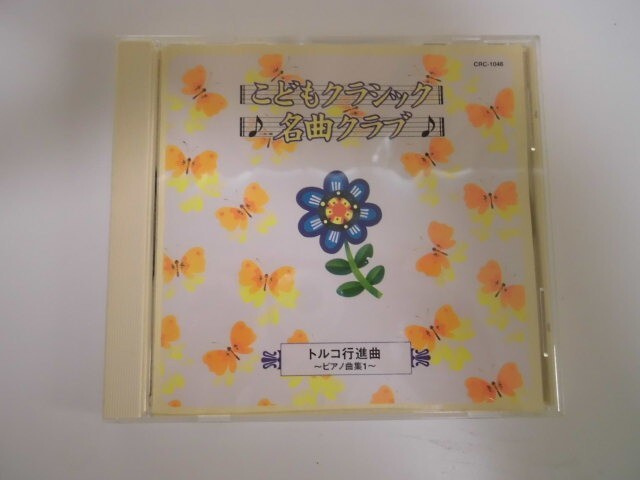 CRC-1046
こどもクラシック
名曲クラブ
トルコ行進曲
～ピアノ曲集1～